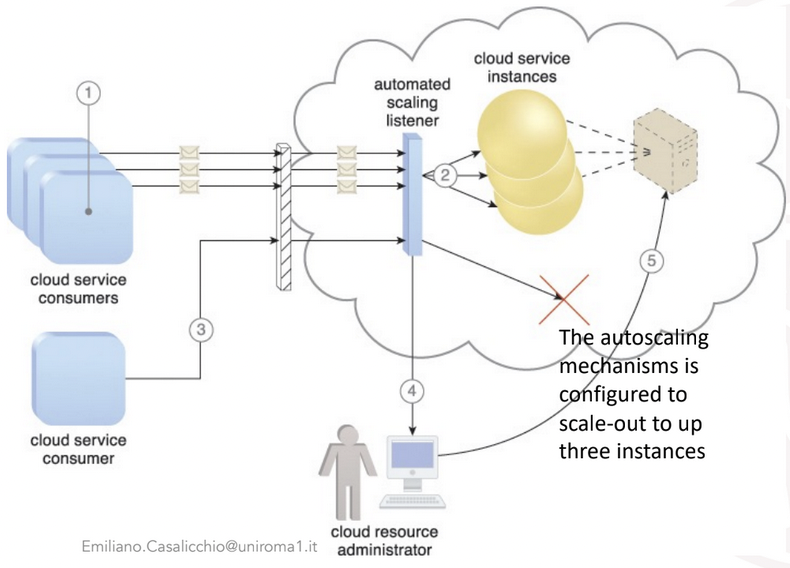 1
cloud service
instances
automated
scaling
listener
2
cloud service
consumers
5
3
The autoscaling
mechanisms is
configured to
scale-out to up
three instances
4
cloud service
consumer
cloud resource
administrator
Emiliano.Casalicchio@uniroma1.it